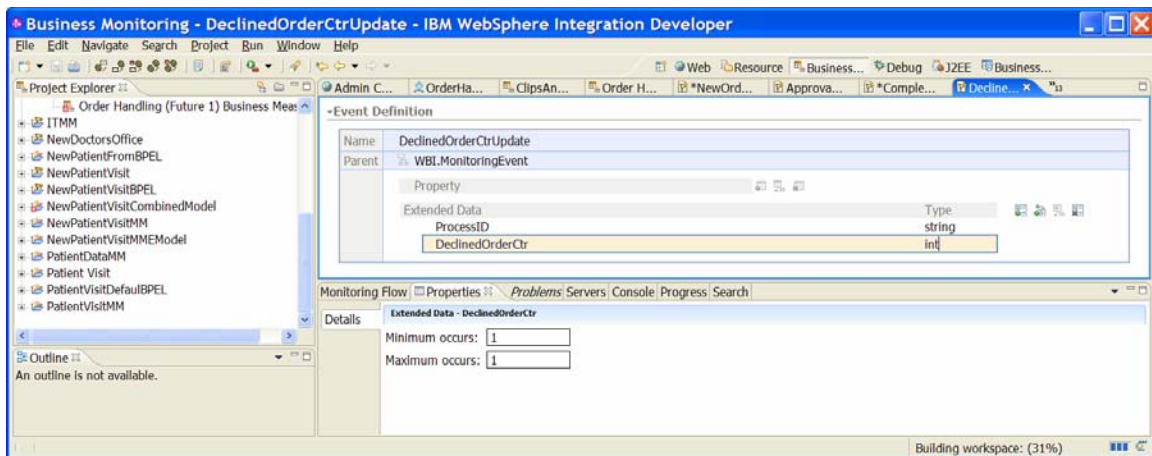 Business Monitoring - DeclinedOrderCtrUpdate - IBM WebSphere Integration Developer
File Edit Navigate Search Project Run Window Help
Web Resource Business... Debug J2EE Business...
Project Explorer
Order Handling (Future 1) Business Meas
ITMM
NewDoctorsOffice
NewPatientFromBPEL
NewPatientVisit
NewPatientVisitBPEL
NewPatientVisitCombinedModel
NewPatientVisitMM
NewPatientVisitMMEModel
PatientDataMM
Patient Visit
PatientVisitDefaulBPEL
PatientVisitMM
Outline
An outline is not available.
Admin C... OrderHa... ClipsAn... Order H... *NewOrd... Approva... *Comple... Decline... »13
Event Definition
Name DeclinedOrderCtrUpdate
Parent WBI.MonitoringEvent
Property
Extended Data Type
ProcessID string
DeclinedOrderCtr int
Monitoring Flow Properties Problems Servers Console Progress Search
Details
Extended Data - DeclinedOrderCtr
Minimum occurs: 1
Maximum occurs: 1
Building workspace: (31%)